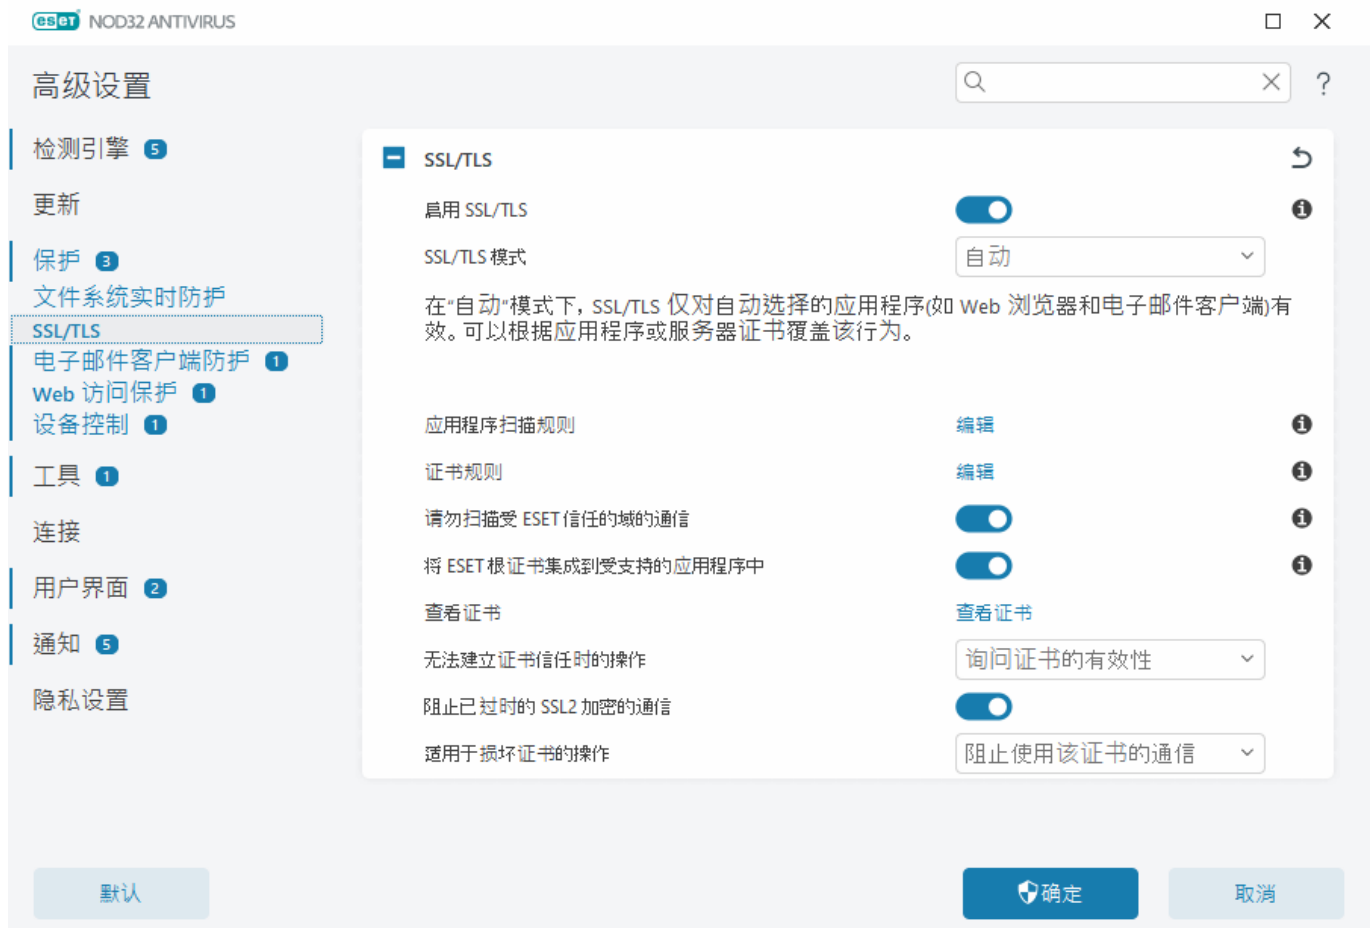 eset NOD32 ANTIVIRUS
高级设置
?
检测引擎 5
更新
保护 3
文件系统实时防护
SSL/TLS
电子邮件客户端防护 1
Web 访问保护 1
设备控制 1
工具 1
连接
用户界面 2
通知 5
隐私设置
SSL/TLS
启用 SSL/TLS
SSL/TLS 模式
自动
在“自动”模式下, SSL/TLS 仅对自动选择的应用程序(如 Web 浏览器和电子邮件客户端)有
效。可以根据应用程序或服务器证书覆盖该行为。
应用程序扫描规则
编辑
证书规则
编辑
请勿扫描受 ESET 信任的域的通信
将 ESET 根证书集成到受支持的应用程序中
查看证书
查看证书
无法建立证书信任时的操作
询问证书的有效性
阻止已过时的 SSL2 加密的通信
适用于损坏证书的操作
阻止使用该证书的通信
默认
确定
取消